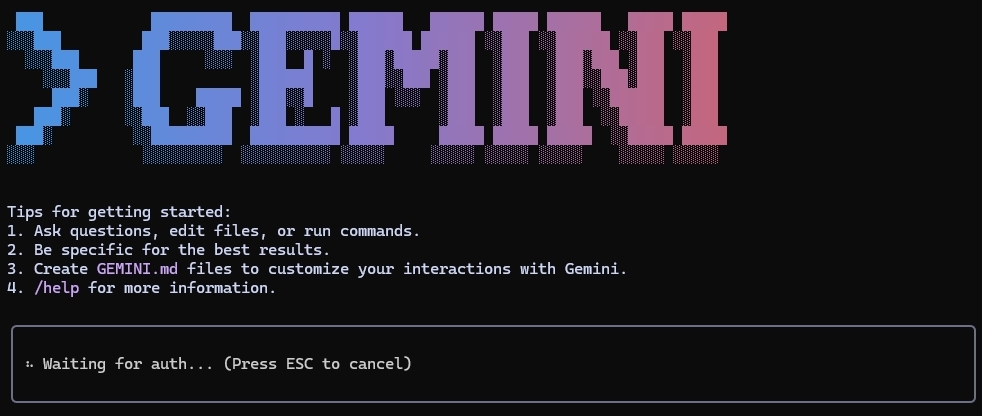 > GEMINI
Tips for getting started:
1. Ask questions, edit files, or run commands.
2. Be specific for the best results.
3. Create GEMINI.md files to customize your interactions with Gemini.
4. /help for more information.
Waiting for auth... (Press ESC to cancel)